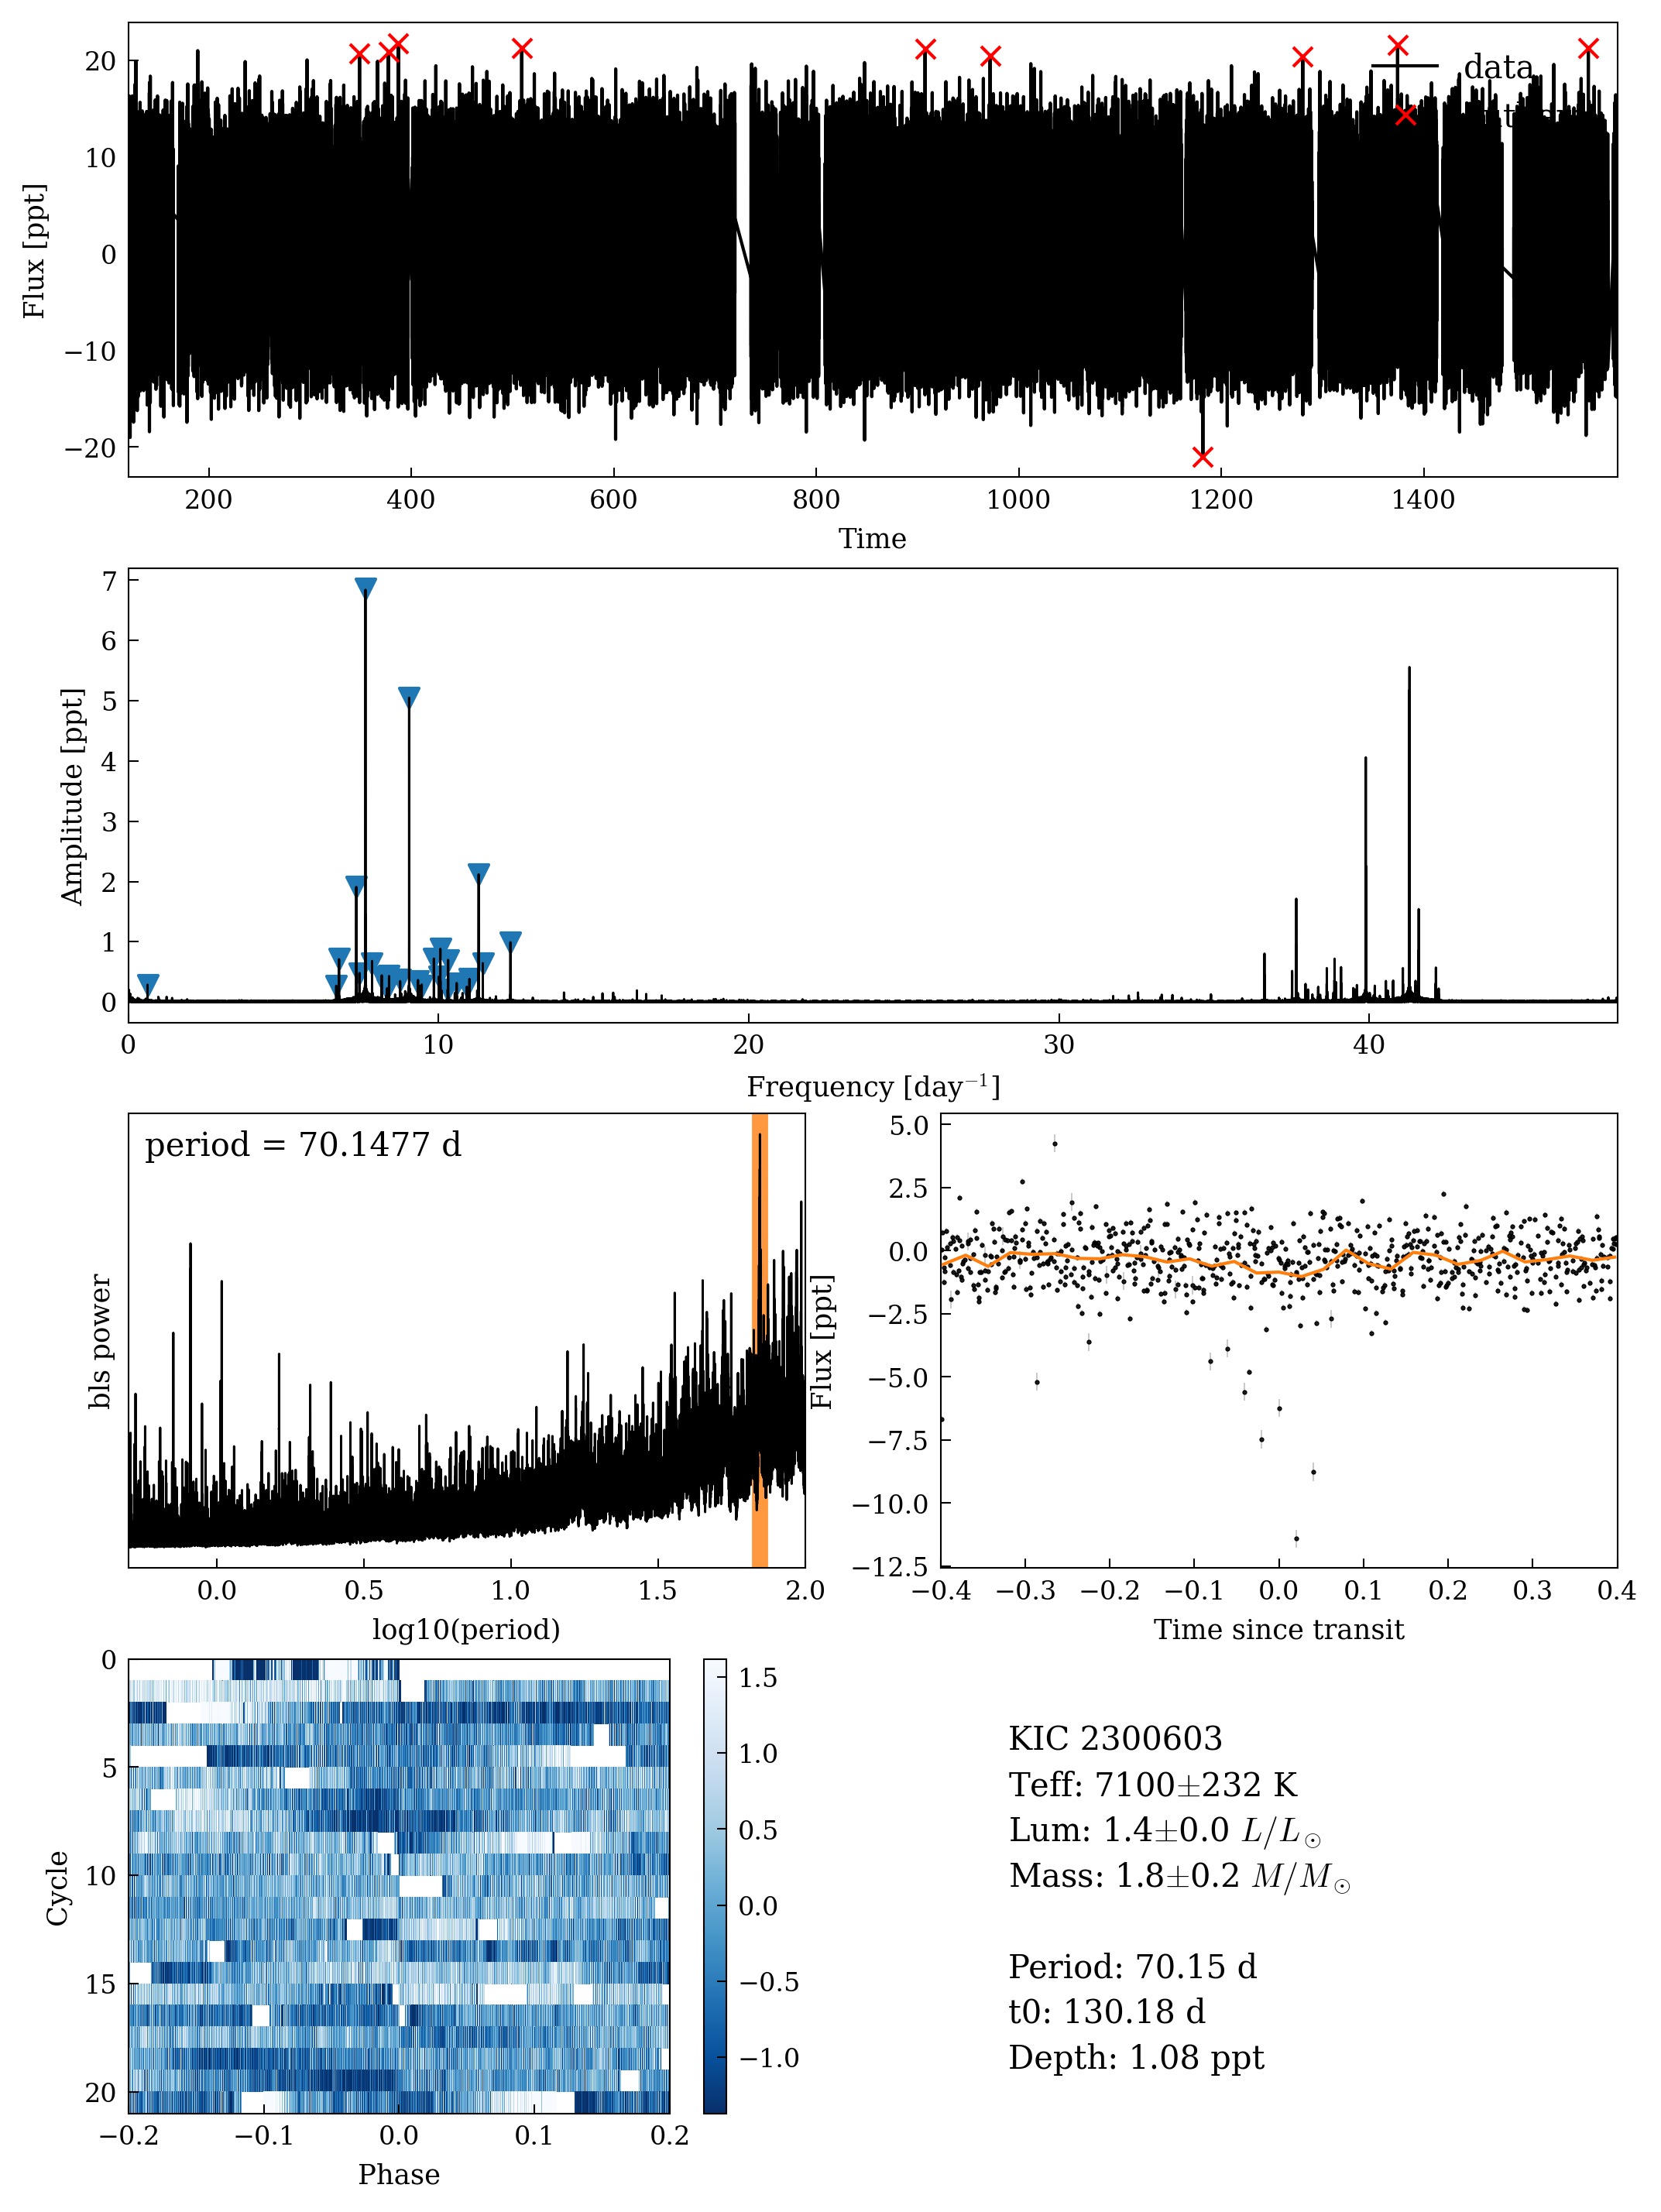 20
10
0
−10
−20
Flux [ppt]
data
200 400 600 800 1000 1200 1400
Time
7
6
5
4
3
2
1
0
Amplitude [ppt]
0 10 20 30 40
Frequency [day⁻¹]
period = 70.1477 d
bls power
0.0 0.5 1.0 1.5 2.0
log10(period)
5.0
2.5
0.0
−2.5
−5.0
−7.5
−10.0
−12.5
Flux [ppt]
−0.4 −0.3 −0.2 −0.1 0.0 0.1 0.2 0.3 0.4
Time since transit
0
5
10
15
20
Cycle
−0.2 −0.1 0.0 0.1 0.2
Phase
1.5
1.0
0.5
0.0
−0.5
−1.0
KIC 2300603
Teff: 7100±232 K
Lum: 1.4±0.0 L/L⊙
Mass: 1.8±0.2 M/M⊙
Period: 70.15 d
t0: 130.18 d
Depth: 1.08 ppt